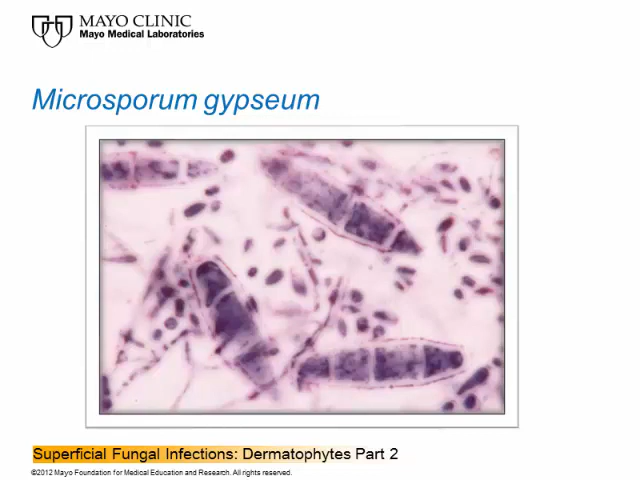 MAYO CLINIC
Mayo Medical Laboratories
Microsporum gypseum
Superficial Fungal Infections: Dermatophytes Part 2
©2012 Mayo Foundation for Medical Education and Research. All rights reserved.